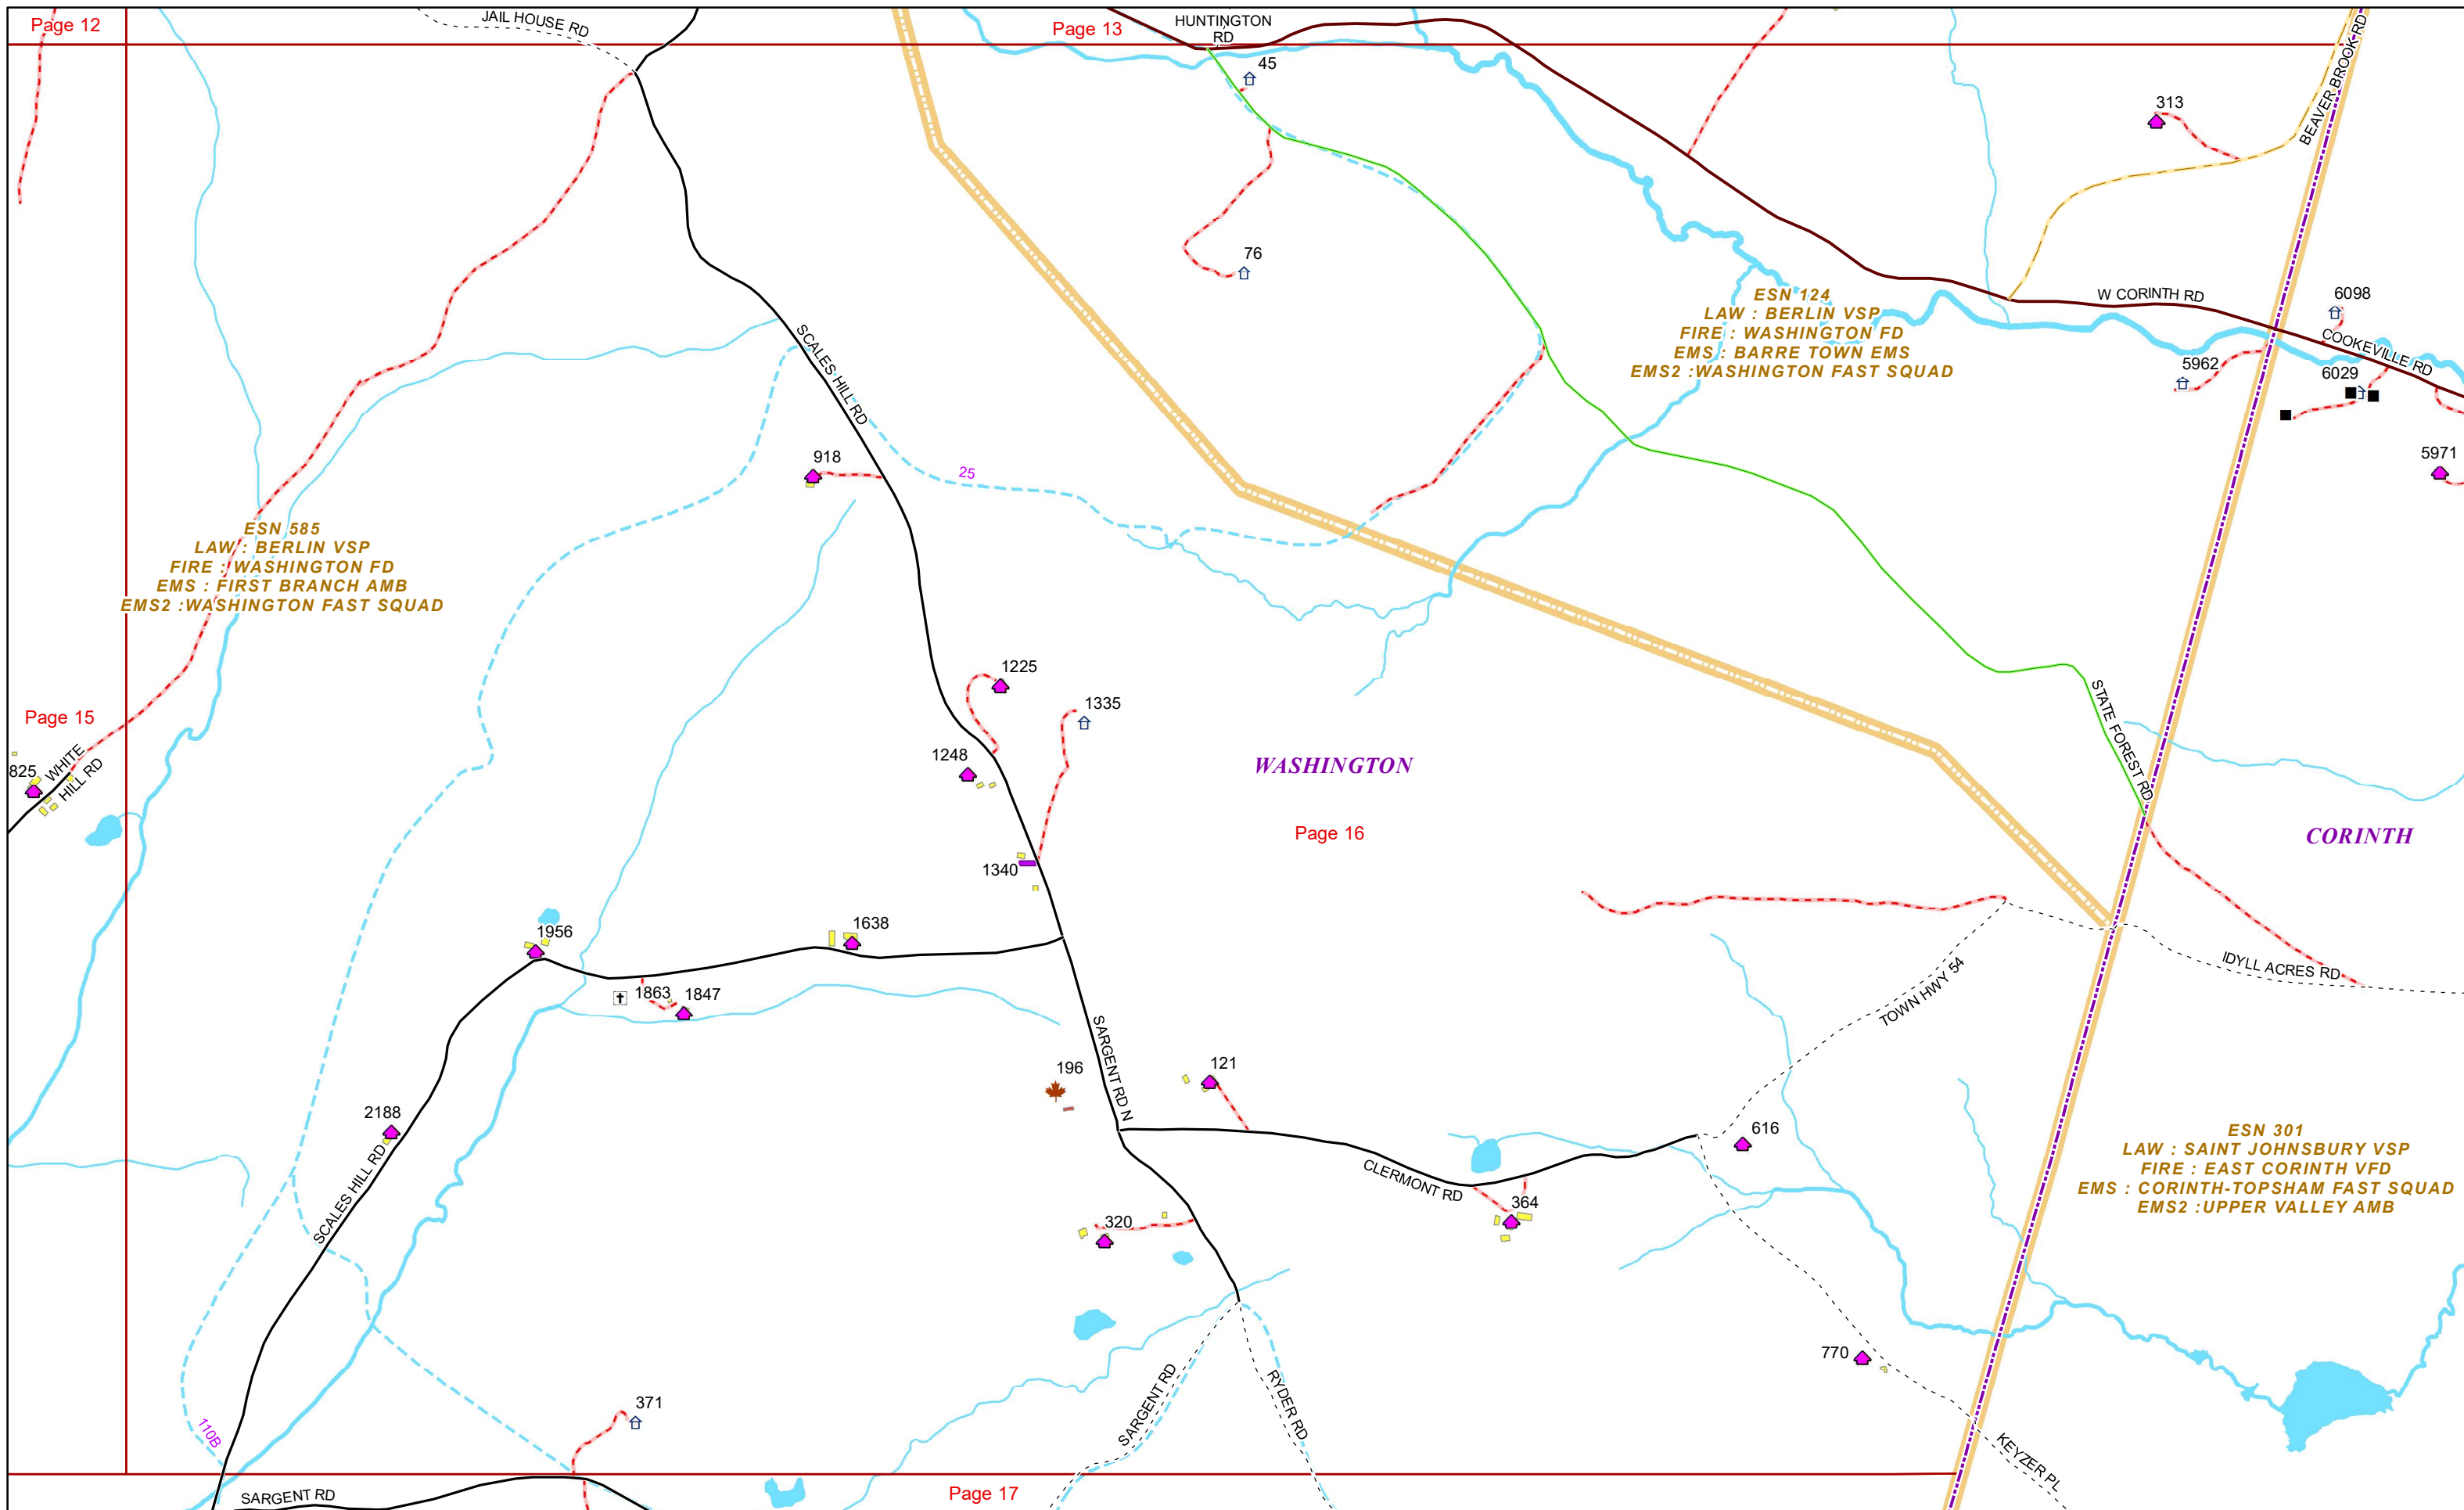 Page 12
JAIL HOUSE RD
Page 13
HUNTINGTON
RD
BEAVER BROOK RD
45
313
76
ESN 124
LAW : BERLIN VSP
FIRE : WASHINGTON FD
EMS : BARRE TOWN EMS
EMS2 :WASHINGTON FAST SQUAD
W CORINTH RD
6098
COOKEVILLE RD
5962
6029
5971
SCALES HILL RD
918
25
ESN 585
LAW : BERLIN VSP
FIRE : WASHINGTON FD
EMS : FIRST BRANCH AMB
EMS2 :WASHINGTON FAST SQUAD
1225
1335
1248
Page 15
825
WHITE
HILL RD
WASHINGTON
STATE FOREST RD
Page 16
CORINTH
1340
1638
1956
1863
1847
IDYLL ACRES RD
TOWN HWY 54
SARGENT RD N
196
121
2188
616
ESN 301
LAW : SAINT JOHNSBURY VSP
FIRE : EAST CORINTH VFD
EMS : CORINTH-TOPSHAM FAST SQUAD
EMS2 :UPPER VALLEY AMB
SCALES HILL RD
CLERMONT RD
364
320
770
371
110B
SARGENT RD
RYDER RD
KEYZER PL
SARGENT RD
Page 17